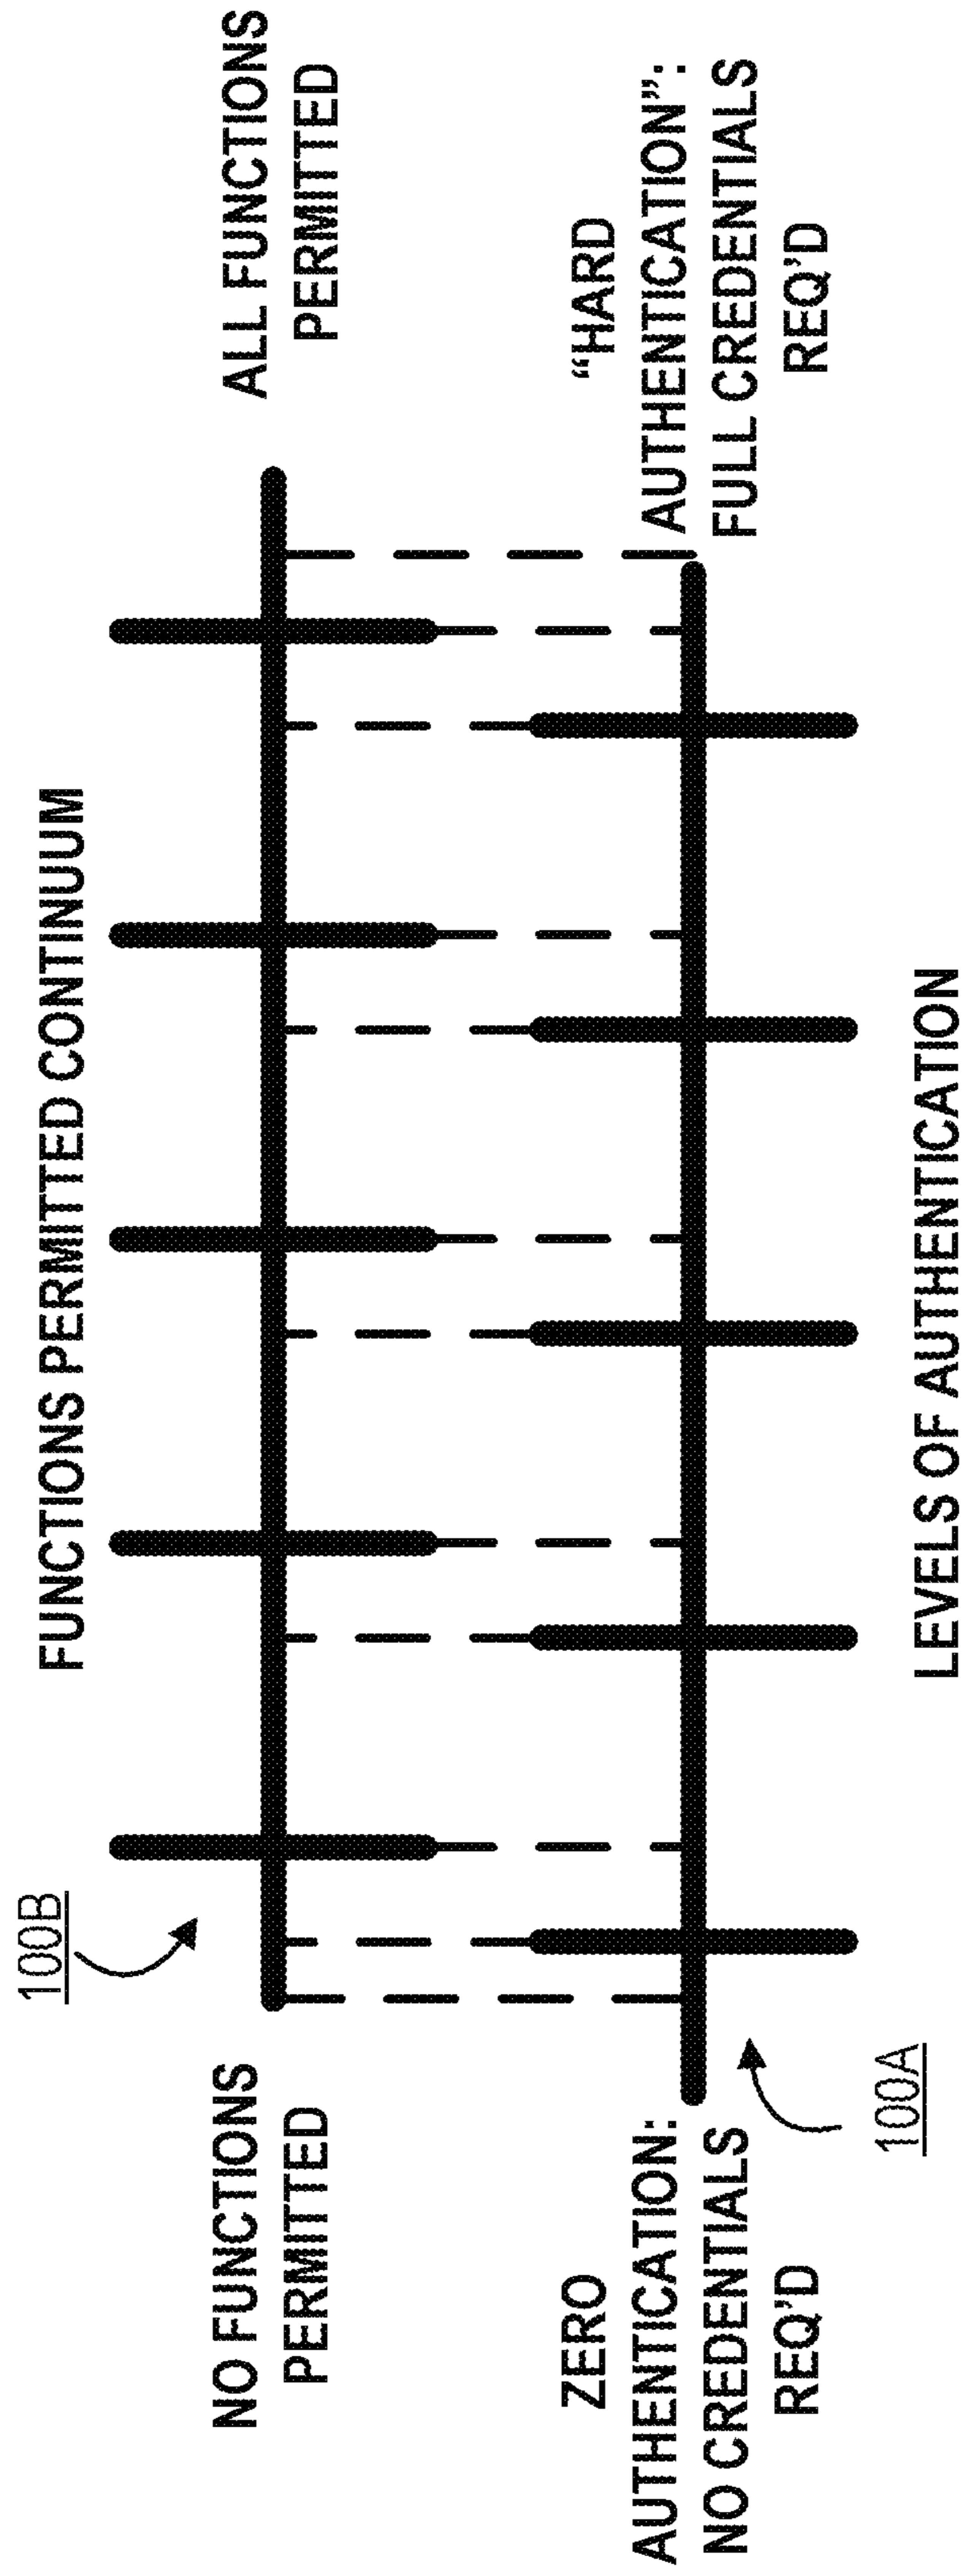 FUNCTIONS PERMITTED CONTINUUM
100B
NO FUNCTIONS
PERMITTED
ALL FUNCTIONS
PERMITTED
ZERO
AUTHENTICATION:
NO CREDENTIALS
REQ'D
“HARD
AUTHENTICATION”:
FULL CREDENTIALS
REQ'D
100A
LEVELS OF AUTHENTICATION